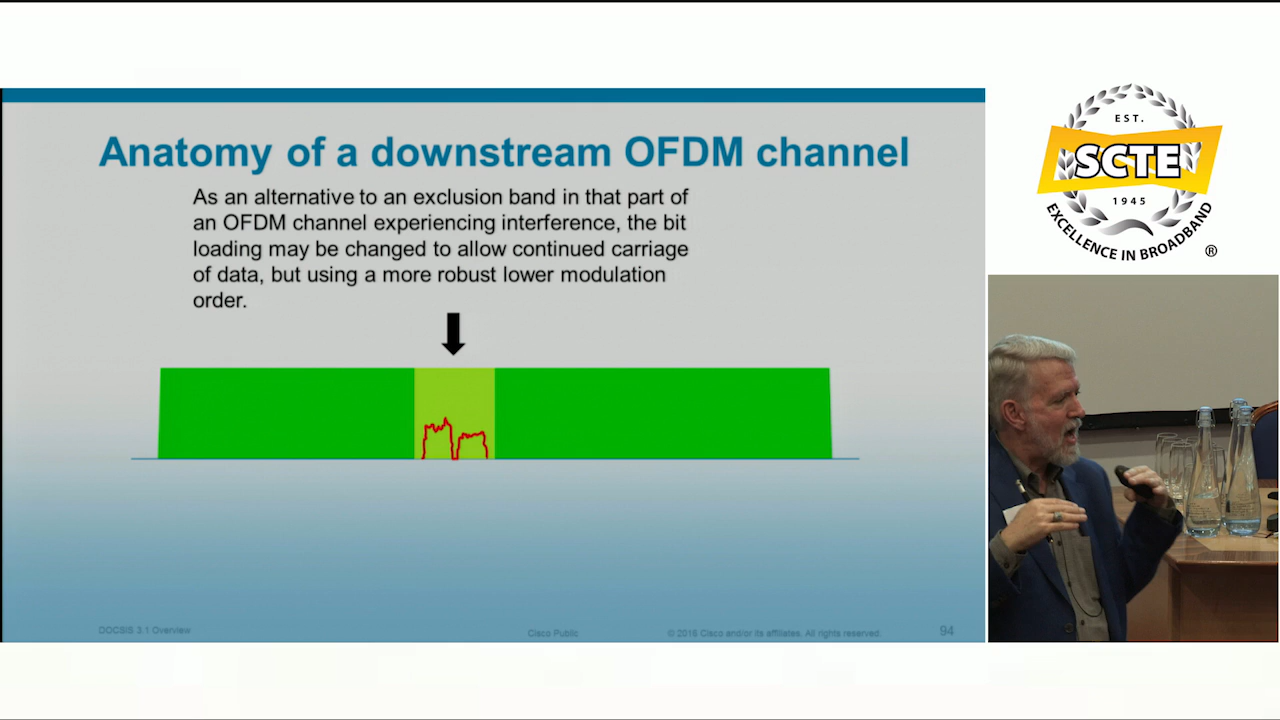 Anatomy of a downstream OFDM channel
As an alternative to an exclusion band in that part of
an OFDM channel experiencing interference, the bit
loading may be changed to allow continued carriage
of data, but using a more robust lower modulation
order.
DOCSIS 3.1 Overview
Cisco Public
© 2016 Cisco and/or its affiliates. All rights reserved.
94
EST.
SCTE
1945
EXCELLENCE IN BROADBAND
®